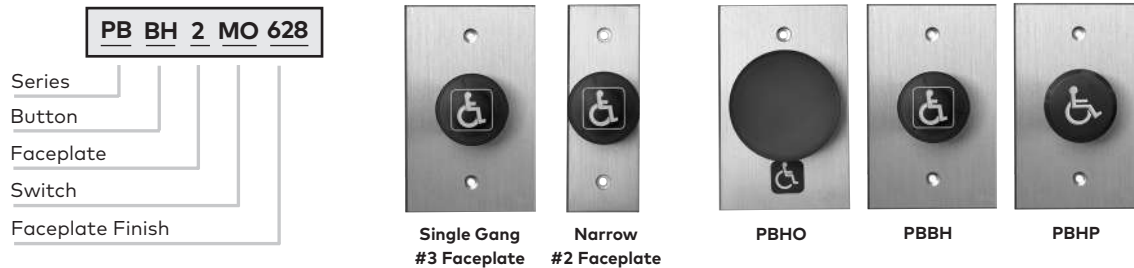 PB BH 2 MO 628
Series
Button
Faceplate
Switch
Faceplate Finish
Single Gang
#3 Faceplate
Narrow
#2 Faceplate
PBHO
PBBH
PBHP